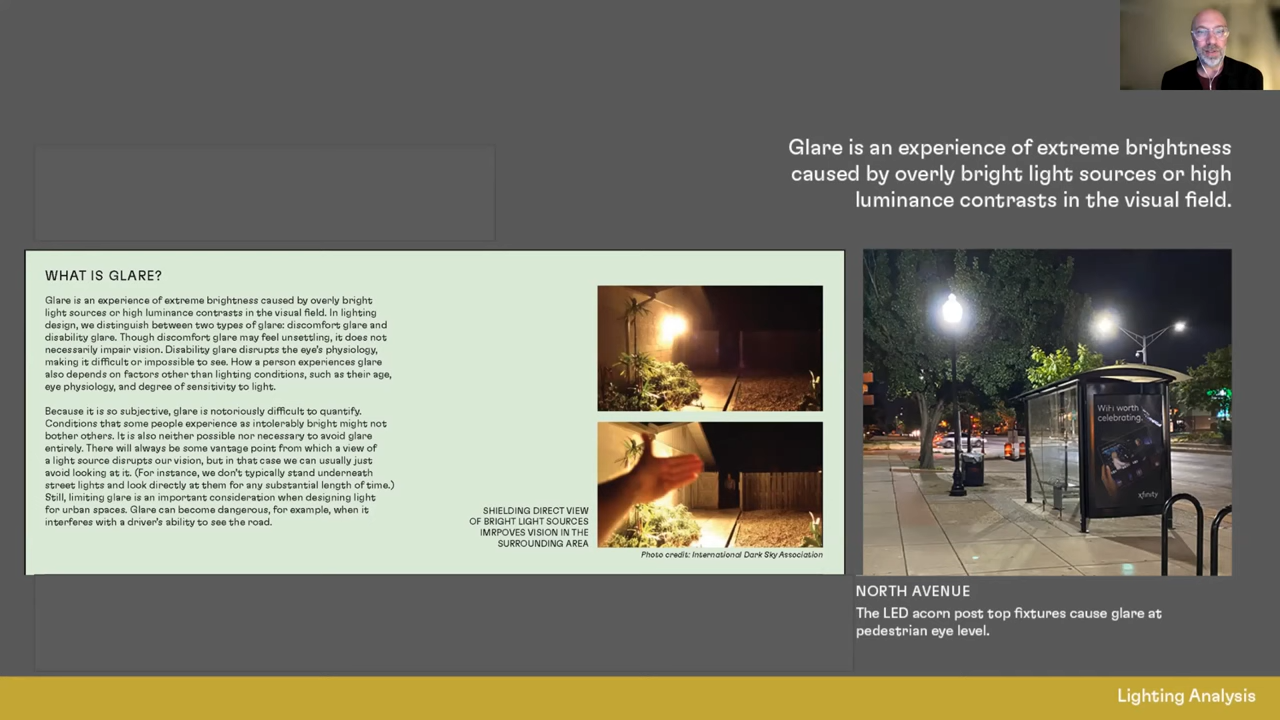 Glare is an experience of extreme brightness
caused by overly bright light sources or high
luminance contrasts in the visual field.
WHAT IS GLARE?
Glare is an experience of extreme brightness caused by overly bright
light sources or high luminance contrasts in the visual field. In lighting
design, we distinguish between two types of glare: discomfort glare and
disability glare. Though discomfort glare may feel unsettling, it does not
necessarily impair vision. Disability glare disrupts the eye's physiology,
making it difficult or impossible to see. How a person experiences glare
also depends on factors other than lighting conditions, such as their age,
eye physiology, and degree of sensitivity to light.
Because it is so subjective, glare is notoriously difficult to quantify.
Conditions that some people experience as intolerably bright might not
bother others. It is also neither possible nor necessary to avoid glare
entirely. There will always be some vantage point from which a view of
a light source disrupts our vision, but in that case we can usually just
avoid looking at it. (For instance, we don't typically stand underneath
street lights and look directly at them for any substantial length of time.)
Still, limiting glare is an important consideration when designing light
for urban spaces. Glare can become dangerous, for example, when it
interferes with a driver's ability to see the road.
SHIELDING DIRECT VIEW
OF BRIGHT LIGHT SOURCES
IMRPOVES VISION IN THE
SURROUNDING AREA
Photo credit: International Dark Sky Association
WiFi worth
celebrating.
xfinity
NORTH AVENUE
The LED acorn post top fixtures cause glare at
pedestrian eye level.
Lighting Analysis